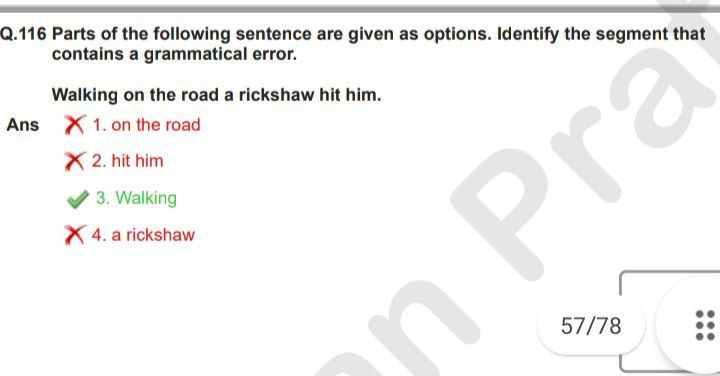 Q.116 Parts of the following sentence are given as options. Identify the segment that
contains a grammatical error.
Walking on the road a rickshaw hit him.
Ans 1. on the road
2. hit him
3. Walking
4. a rickshaw
57/78